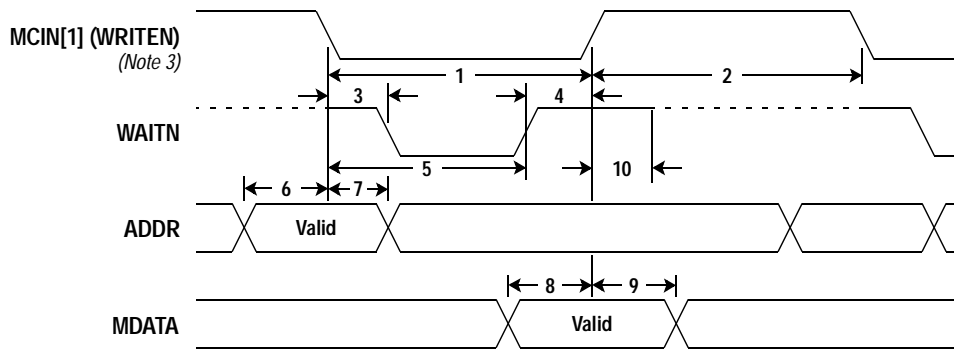 MCIN[1] (WRITEN)
(Note 3)
1
2
3
4
WAITN
5
10
6
7
ADDR
Valid
8
9
MDATA
Valid